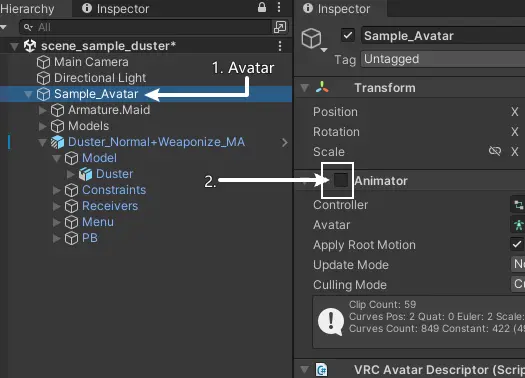 Hierarchy
Inspector
All
scene_sample_duster*
Main Camera
Directional Light
Sample_Avatar
1. Avatar
Armature.Maid
Models
Duster_Normal+Weaponize_MA
Model
Duster
2.
Constraints
Receivers
Menu
PB
Inspector
Sample_Avatar
Tag Untagged
Transform
Position X
Rotation X
Scale X
Animator
Controller
Avatar
Apply Root Motion
Update Mode
Culling Mode
Clip Count: 59
Curves Pos: 2 Quat: 0 Euler: 2 Scale:
Curves Count: 849 Constant: 422 (49
VRC Avatar Descriptor (Scrip